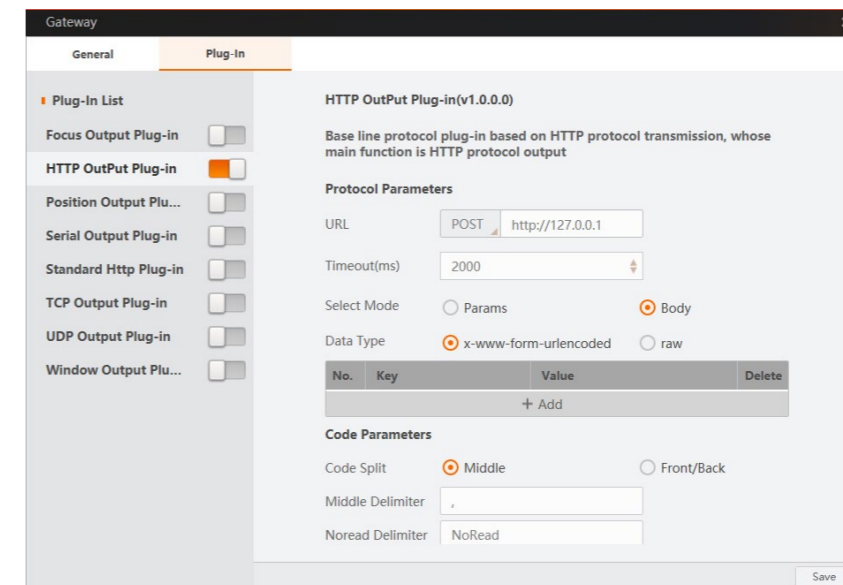 Gateway
General Plug-In
Plug-In List
Focus Output Plug-in
HTTP OutPut Plug-in
Position Output Plu...
Serial Output Plug-in
Standard Http Plug-in
TCP Output Plug-in
UDP Output Plug-in
Window Output Plu...
HTTP OutPut Plug-in(v1.0.0.0)
Base line protocol plug-in based on HTTP protocol transmission, whose
main function is HTTP protocol output
Protocol Parameters
URL POST http://127.0.0.1
Timeout(ms) 2000
Select Mode Params Body
Data Type x-www-form-urlencoded raw
No. Key Value Delete
+ Add
Code Parameters
Code Split Middle Front/Back
Middle Delimiter ,
Noread Delimiter NoRead
Save